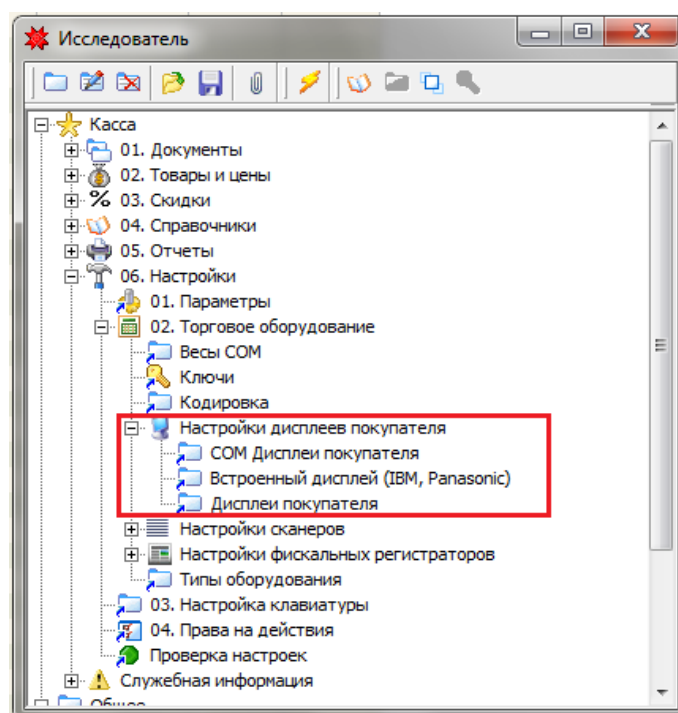 Исследователь
Касса
01. Документы
02. Товары и цены
03. Скидки
04. Справочники
05. Отчеты
06. Настройки
01. Параметры
02. Торговое оборудование
Весы COM
Ключи
Кодировка
Настройки дисплеев покупателя
COM Дисплеи покупателя
Встроенный дисплей (IBM, Panasonic)
Дисплеи покупателя
Настройки сканеров
Настройки фискальных регистраторов
Типы оборудования
03. Настройка клавиатуры
04. Права на действия
Проверка настроек
Служебная информация